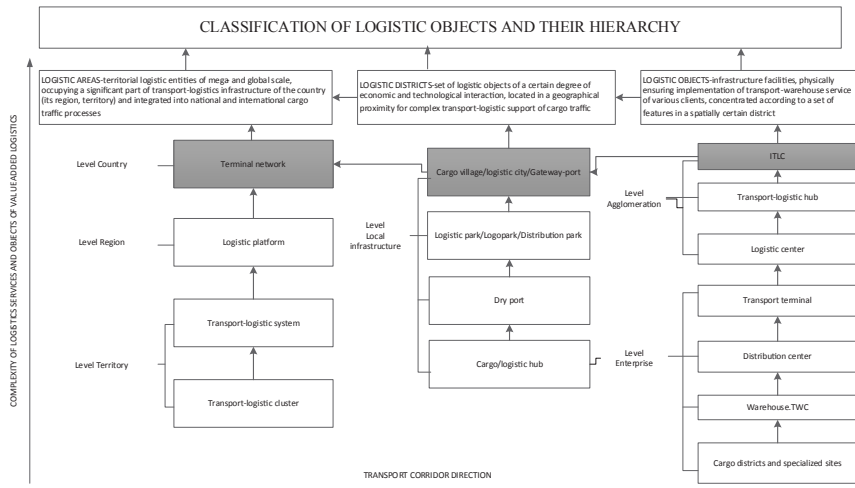 CLASSIFICATION OF LOGISTIC OBJECTS AND THEIR HIERARCHY
LOGISTIC AREAS-territorial logistic entities of mega- and global scale,
occupying a significant part of transport-logistics infrastructure of the country
(its region, territory) and integrated into national and international cargo
traffic processes
LOGISTIC DISTRICTS-set of logistic objects of a certain degree of
economic and technological interaction, located in a geographical
proximity for complex transport-logistic support of cargo traffic
LOGISTIC OBJECTS-infrastructure facilities, physically
ensuring implementation of transport-warehouse service
of various clients, concentrated according to a set of
features in a spatially certain district
COMPLEXITY OF LOGISTICS SERVICES AND OBJECTS OF VALUE ADDED LOGISTICS
Level Country
Terminal network
Level Region
Logistic platform
Transport-logistic system
Level Territory
Transport-logistic cluster
Cargo village/logistic city/Gateway-port
Level
Local
infrastructure
Logistic park/Logopark/Distribution park
Dry port
Cargo/logistic hub
ITLC
Level
Agglomeration
Transport-logistic hub
Logistic center
Transport terminal
Level
Enterprise
Distribution center
Warehouse.TWC
Cargo districts and specialized sites
TRANSPORT CORRIDOR DIRECTION